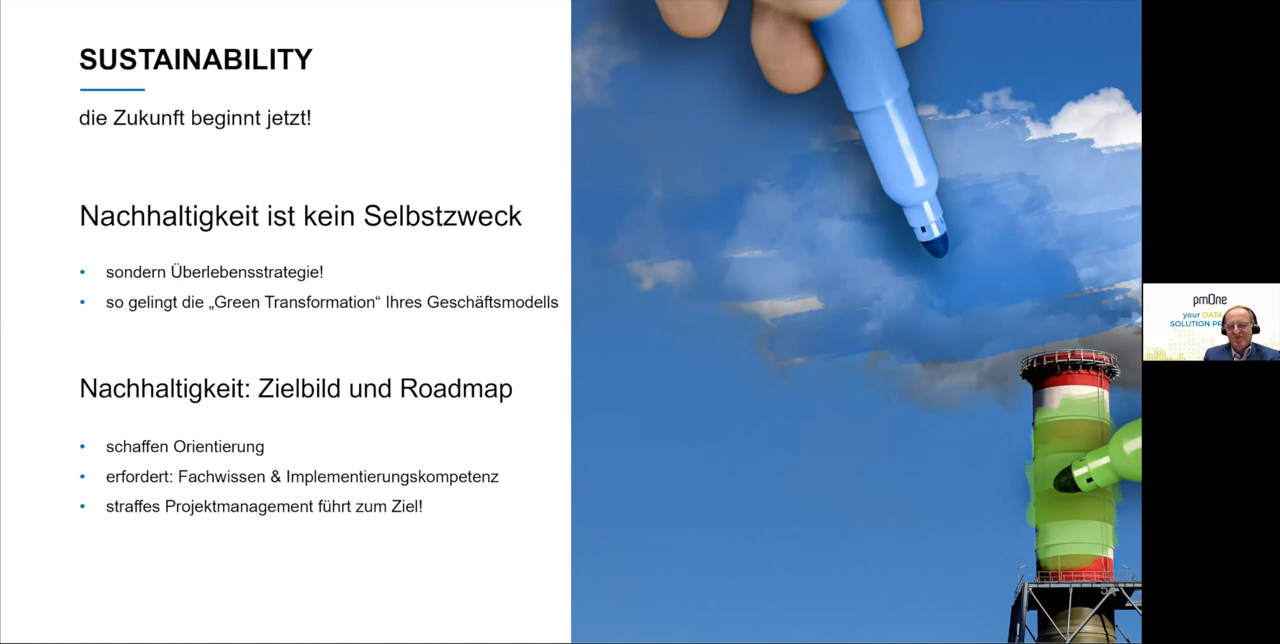 SUSTAINABILITY
die Zukunft beginnt jetzt!
Nachhaltigkeit ist kein Selbstzweck
• sondern Überlebensstrategie!
• so gelingt die „Green Transformation“ Ihres Geschäftsmodells
Nachhaltigkeit: Zielbild und Roadmap
• schaffen Orientierung
• erfordert: Fachwissen & Implementierungskompetenz
• straffes Projektmanagement führt zum Ziel!
pmOne
your DATA
SOLUTION PR